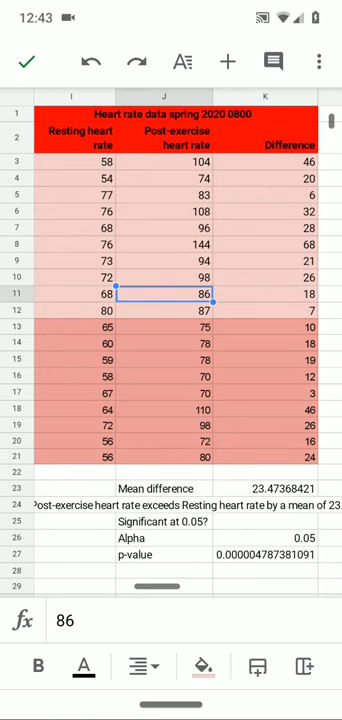 12:43
I J K
1 Heart rate data spring 2020 0800
2 Resting heart rate Post-exercise heart rate Difference
3 58 104 46
4 54 74 20
5 77 83 6
6 76 108 32
7 68 96 28
8 76 144 68
9 73 94 21
10 72 98 26
11 68 86 18
12 80 87 7
13 65 75 10
14 60 78 18
15 59 78 19
16 58 70 12
17 67 70 3
18 64 110 46
19 72 98 26
20 56 72 16
21 56 80 24
22
23 Mean difference 23.47368421
24 Post-exercise heart rate exceeds Resting heart rate by a mean of 23.
25 Significant at 0.05?
26 Alpha 0.05
27 p-value 0.000004787381091
28
29
fx 86
B A